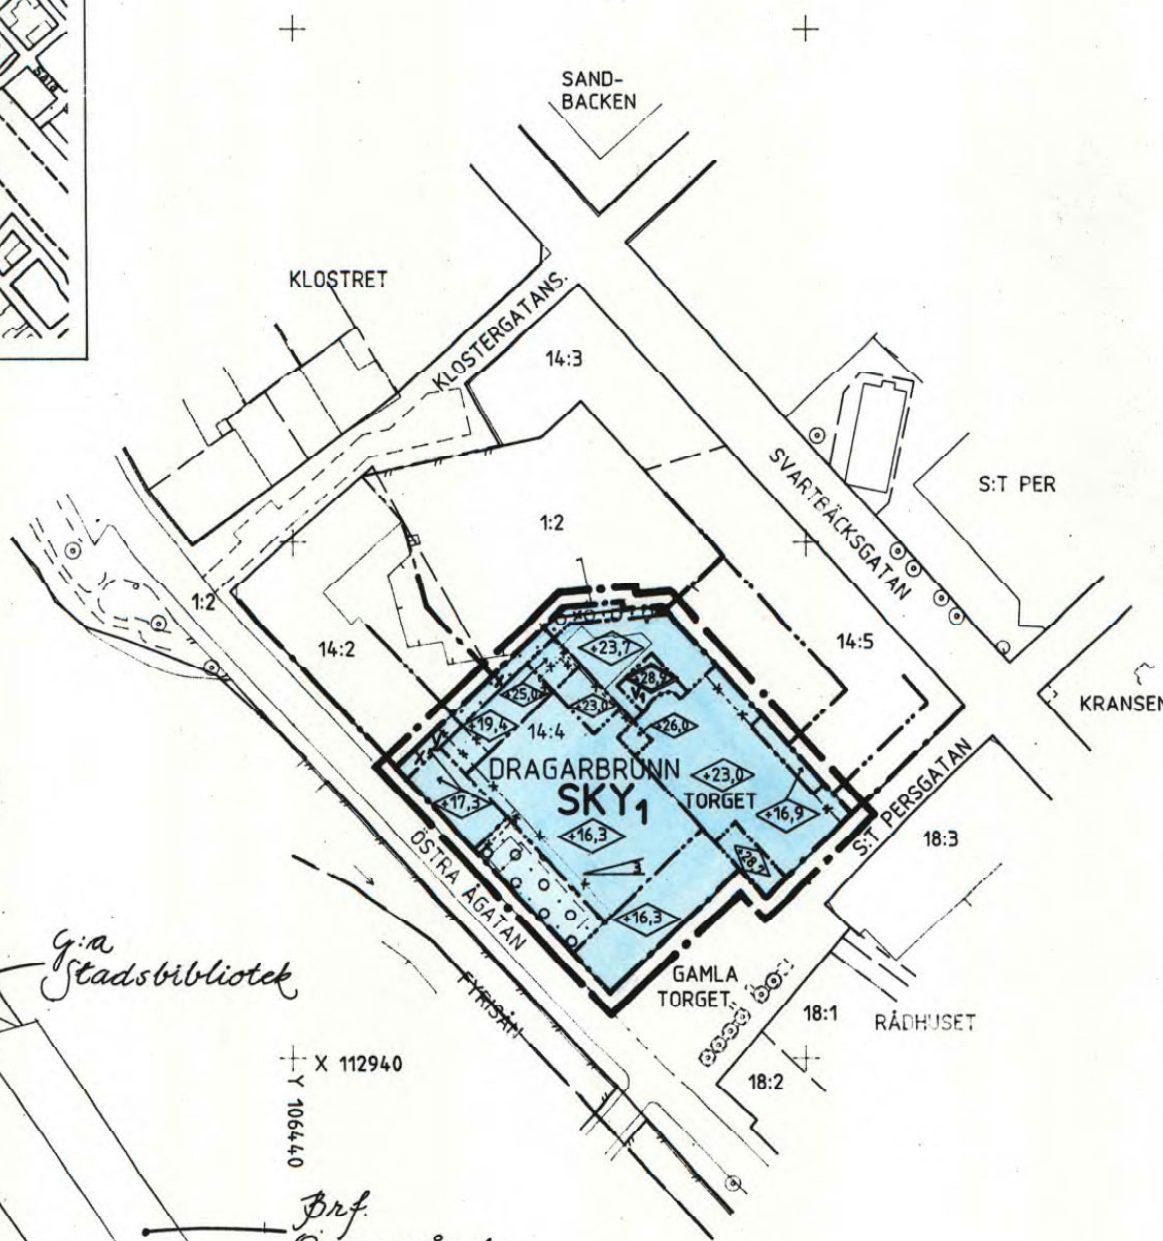 SAND-
BACKEN
Sala
KLOSTRET
KLOSTERGATANS.
14:3
SVARTBÄCKSGATAN
S:T PER
1:2
1:2
14:2
14:5
KRANSEN
+23,7
+28,9
+25,0
+23,0
+19,4
14:4
+26,0
DRAGARBRUNN
+23,0
SKY1
TORGET
+17,3
+16,9
+16,3
S:T PERSGATAN
18:3
ÖSTRA ÅGATAN
3
+28,7
+16,3
G:a
Stadsbibliotek
GAMLA
TORGET
FYRISÅN
18:1
RÅDHUSET
X 112940
18:2
Y 106440
Brf.